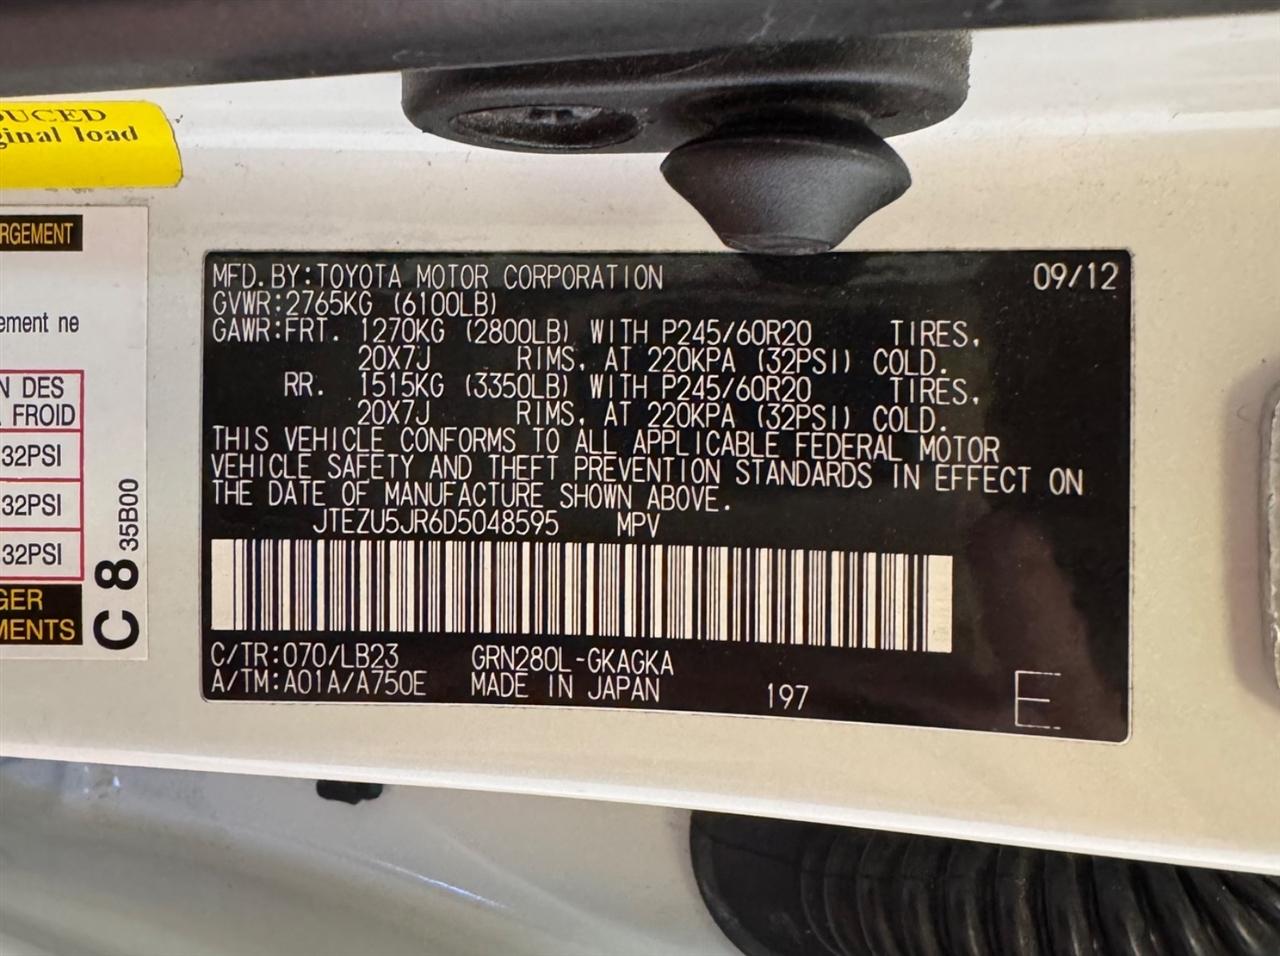 DUCED
ginal load
RGEMENT
ement ne
N DES
FROID
32PSI
32PSI
32PSI
GER
MENTS
C 8 35B00
MFD.BY:TOYOTA MOTOR CORPORATION 09/12
GVWR:2765KG (6100LB)
GAWR:FRT. 1270KG (2800LB) WITH P245/60R20 TIRES,
20X7J RIMS, AT 220KPA (32PSI) COLD.
RR. 1515KG (3350LB) WITH P245/60R20 TIRES,
20X7J RIMS, AT 220KPA (32PSI) COLD.
THIS VEHICLE CONFORMS TO ALL APPLICABLE FEDERAL MOTOR
VEHICLE SAFETY AND THEFT PREVENTION STANDARDS IN EFFECT ON
THE DATE OF MANUFACTURE SHOWN ABOVE.
JTEZU5JR6D5048595 MPV
C/TR:070/LB23 GRN280L-GKAGKA
A/TM:A01A/A750E MADE IN JAPAN 197 E